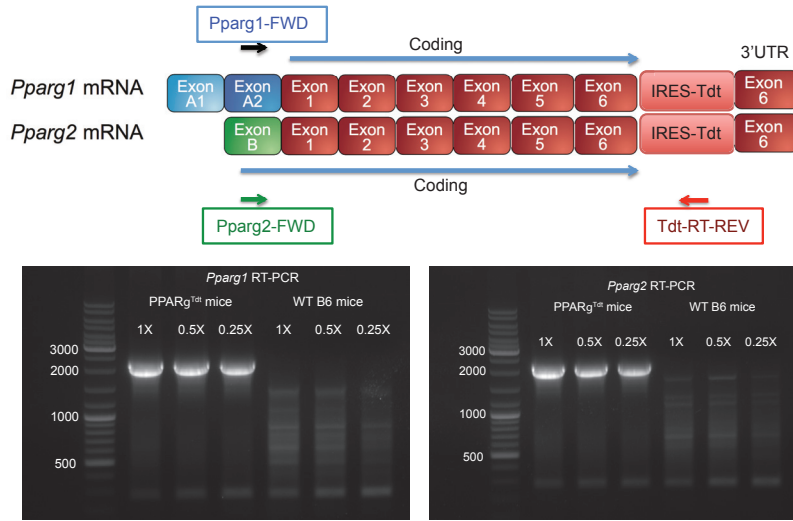 Pparg1-FWD
Coding
3'UTR
Pparg1 mRNA
Exon A1
Exon A2
Exon 1
Exon 2
Exon 3
Exon 4
Exon 5
Exon 6
IRES-Tdt
Exon 6
Pparg2 mRNA
Exon B
Exon 1
Exon 2
Exon 3
Exon 4
Exon 5
Exon 6
IRES-Tdt
Exon 6
Coding
Pparg2-FWD
Tdt-RT-REV
Pparg1 RT-PCR
PPARgTdt mice WT B6 mice
1X 0.5X 0.25X 1X 0.5X 0.25X
3000
2000
1000
500
Pparg2 RT-PCR
PPARgTdt mice WT B6 mice
1X 0.5X 0.25X 1X 0.5X 0.25X
3000
2000
1000
500